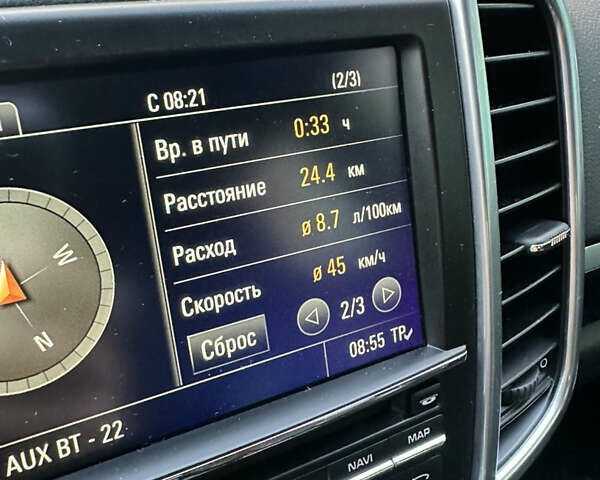 С 08:21 (2/3)
Вр. в пути 0:33 ч
Расстояние 24.4 км
Расход ø 8.7 л/100км
Скорость ø 45 км/ч
Сброс 2/3
08:55 TP
W
N
AUX BT - 22
NAVI MAP